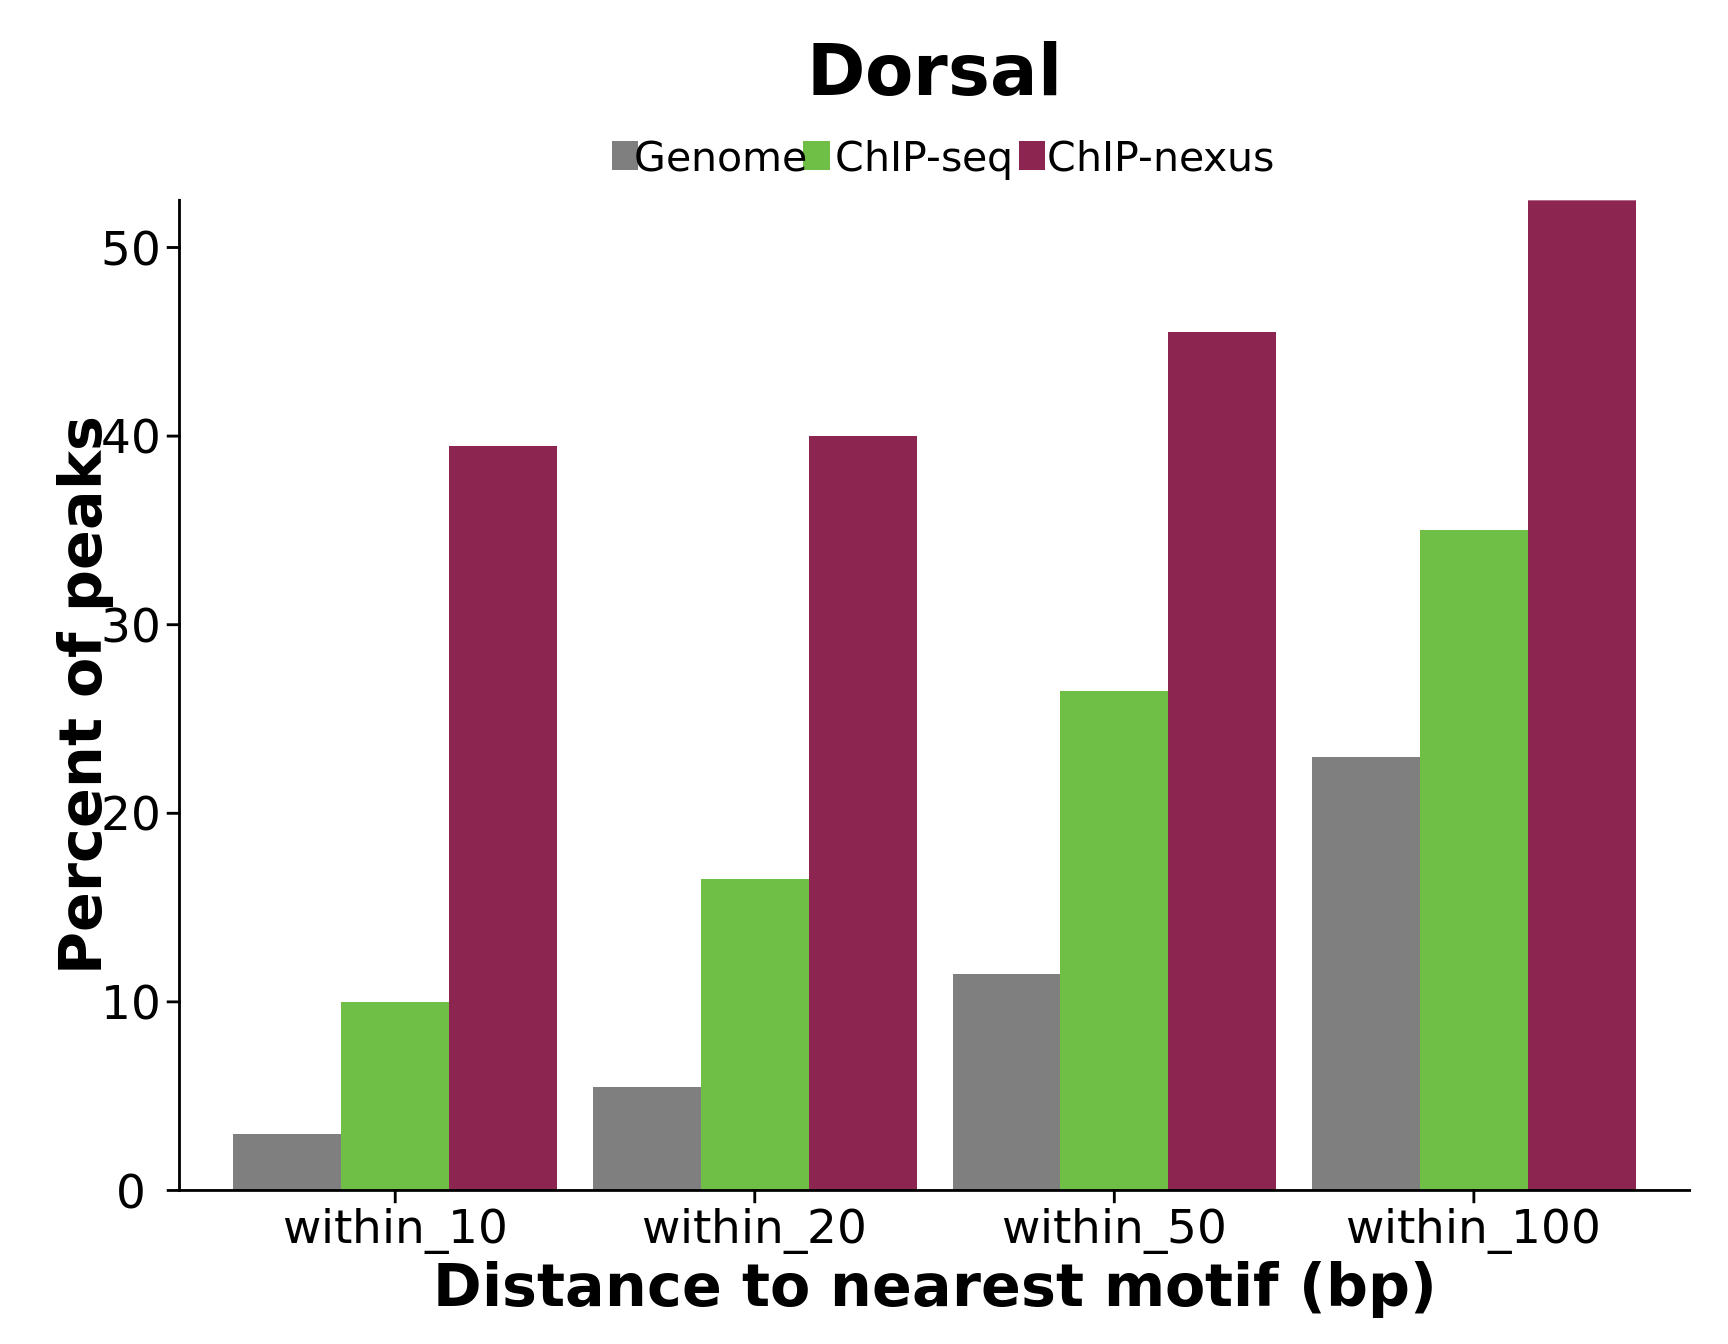 Dorsal
Genome ChIP-seq ChIP-nexus
50
40
30
20
10
0
Percent of peaks
within_10 within_20 within_50 within_100
Distance to nearest motif (bp)